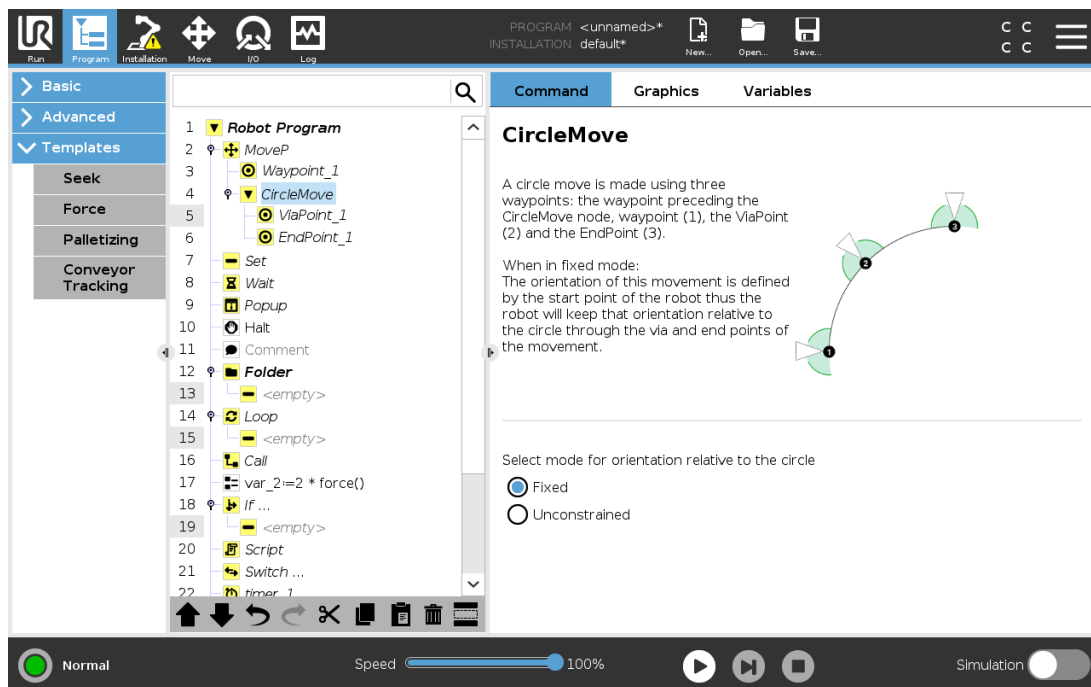 UR
PROGRAM <unnamed>*
INSTALLATION default*
Run
Program
Installation
Move
I/O
Log
New...
Open...
Save...
C C
C C
Basic
Advanced
Templates
Seek
Force
Palletizing
Conveyor
Tracking
1 Robot Program
2 MoveP
3 Waypoint_1
4 CircleMove
5 ViaPoint_1
6 EndPoint_1
7 Set
8 Wait
9 Popup
10 Halt
11 Comment
12 Folder
13 <empty>
14 Loop
15 <empty>
16 Call
17 var_2:=2 * force()
18 If ...
19 <empty>
20 Script
21 Switch ...
22 timer_1
Command
Graphics
Variables
CircleMove
A circle move is made using three
waypoints: the waypoint preceding the
CircleMove node, waypoint (1), the ViaPoint
(2) and the EndPoint (3).
When in fixed mode:
The orientation of this movement is defined
by the start point of the robot thus the
robot will keep that orientation relative to
the circle through the via and end points of
the movement.
3
2
1
Select mode for orientation relative to the circle
Fixed
Unconstrained
Normal
Speed
100%
Simulation